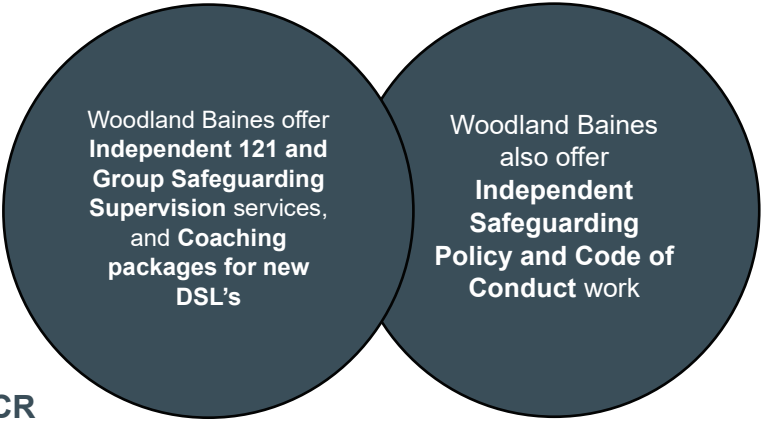 Woodland Baines offer
Independent 121 and
Group Safeguarding
Supervision services,
and Coaching
packages for new
DSL's
Woodland Baines
also offer
Independent
Safeguarding
Policy and Code of
Conduct work
CR